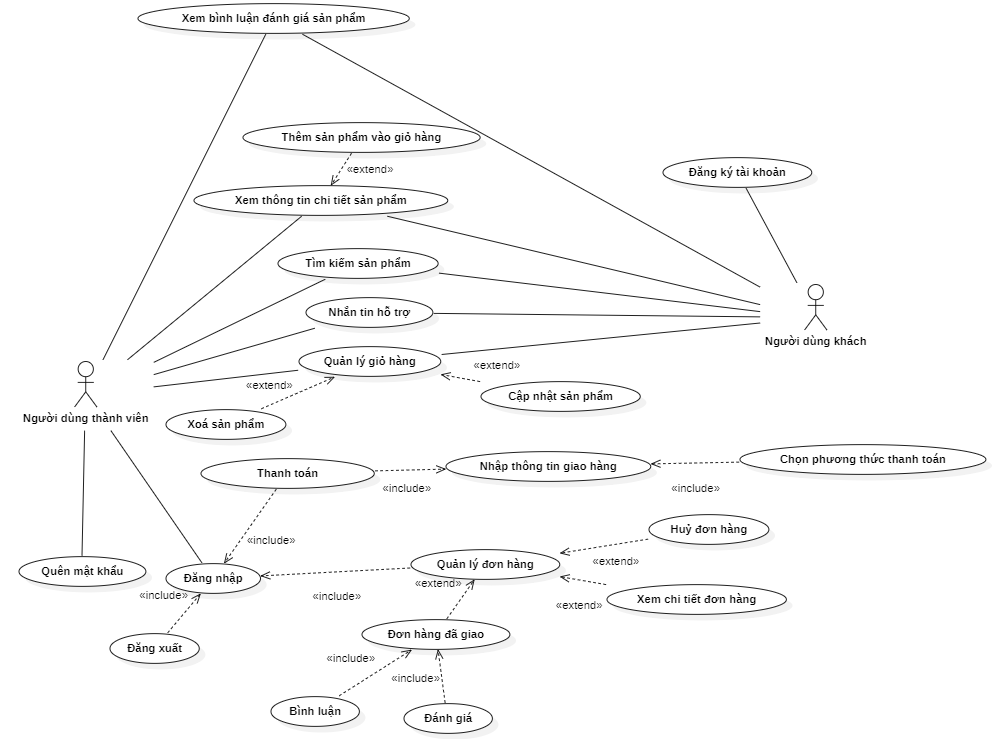 Xem bình luận đánh giá sản phẩm
Thêm sản phẩm vào giỏ hàng
«extend»
Đăng ký tài khoản
Xem thông tin chi tiết sản phẩm
Tìm kiếm sản phẩm
Nhắn tin hỗ trợ
Người dùng khách
Quản lý giỏ hàng
«extend»
«extend»
Cập nhật sản phẩm
Người dùng thành viên
Xoá sản phẩm
Thanh toán
Nhập thông tin giao hàng
Chọn phương thức thanh toán
«include»
«include»
Huỷ đơn hàng
«include»
Quản lý đơn hàng
«extend»
Quên mật khẩu
Đăng nhập
«extend»
«include»
«include»
Xem chi tiết đơn hàng
«extend»
Đơn hàng đã giao
Đăng xuất
«include»
«include»
Bình luận
Đánh giá